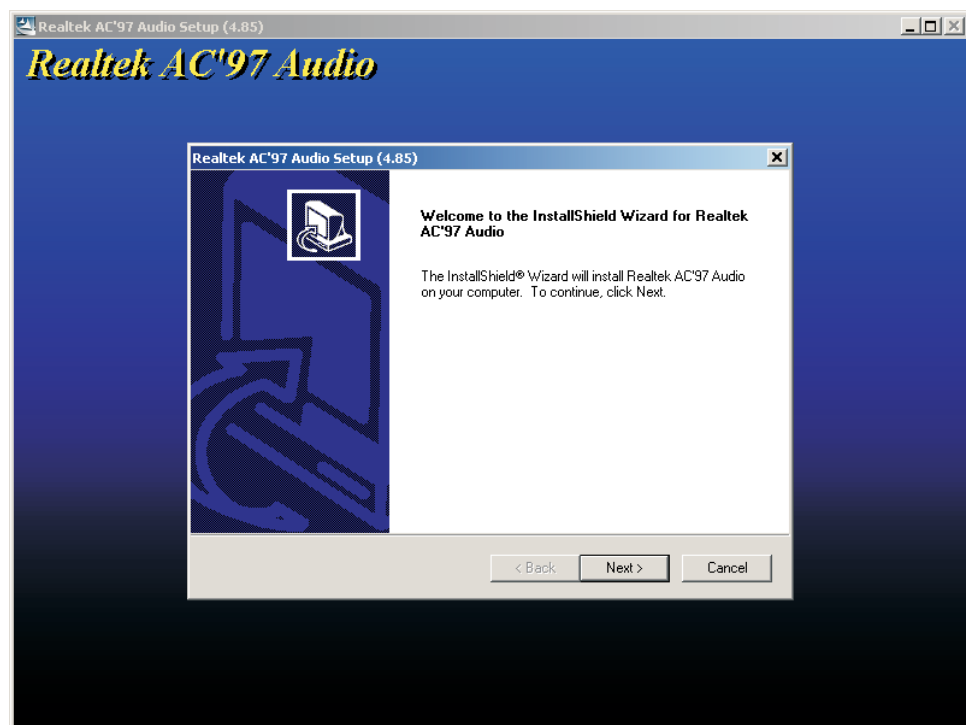 Realtek AC'97 Audio Setup (4.85)
Realtek AC'97 Audio
Realtek AC'97 Audio Setup (4.85)
Welcome to the InstallShield Wizard for Realtek
AC'97 Audio
The InstallShield® Wizard will install Realtek AC'97 Audio
on your computer. To continue, click Next.
< Back
Next >
Cancel